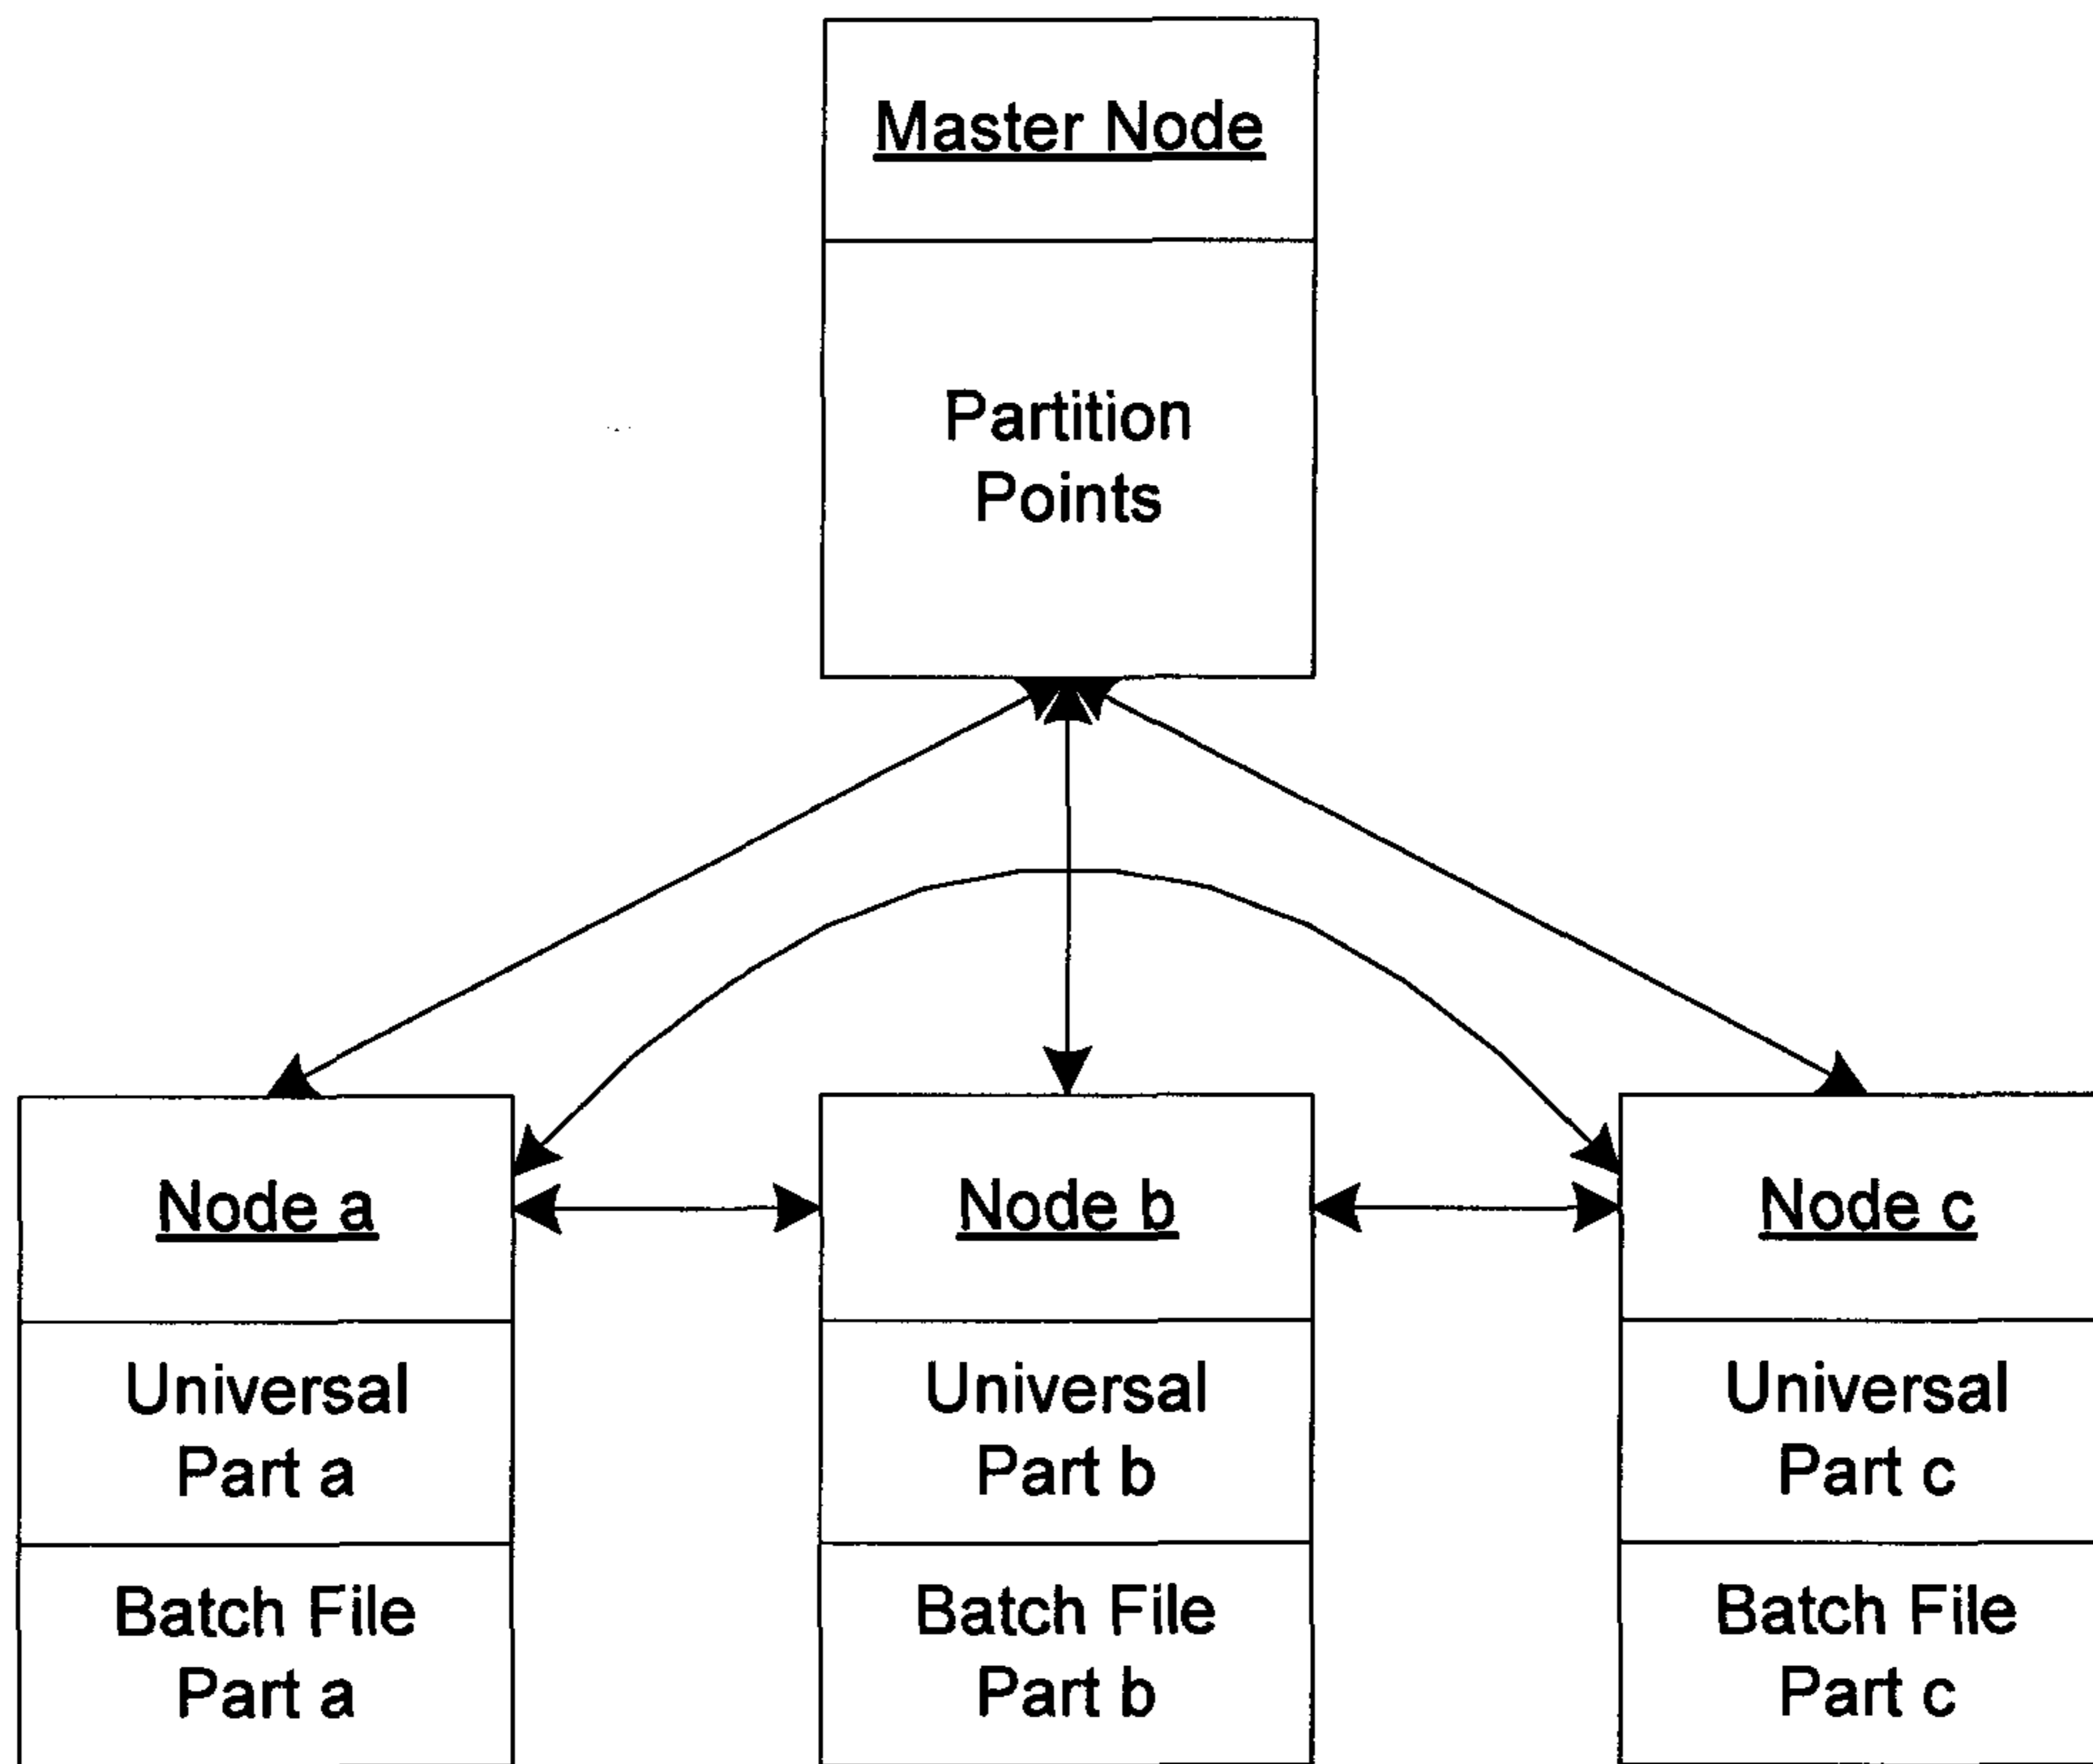 Master Node
Partition
Points
Node a
Universal
Part a
Batch File
Part a
Node b
Universal
Part b
Batch File
Part b
Node c
Universal
Part c
Batch File
Part c